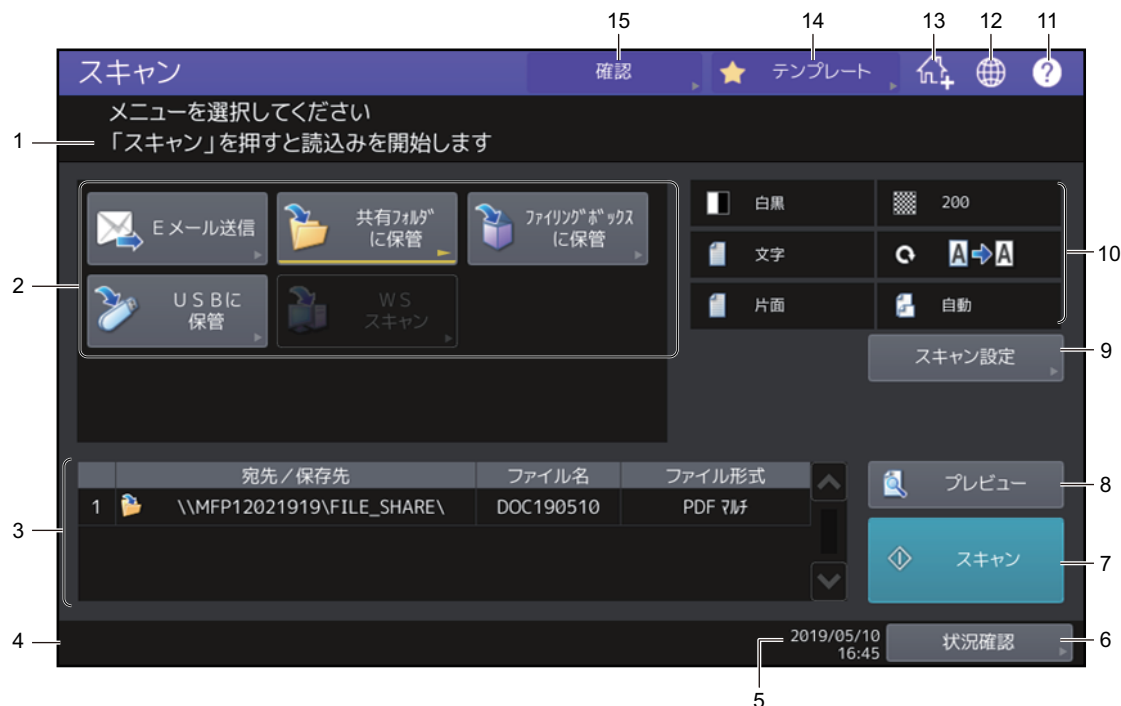 15 14 13 12 11
スキャン 確認 テンプレート ?
メニューを選択してください
1 「スキャン」を押すと読込みを開始します
Eメール送信 共有ﾌｫﾙﾀﾞ に保管 ﾌｧｲﾘﾝｸﾞﾎﾞｯｸｽ に保管 白黒 200
文字 A A 10
2 USBに 保管 WS スキャン 片面 自動
スキャン設定 9
宛先／保存先 ファイル名 ファイル形式 プレビュー 8
1 \\MFP12021919\FILE_SHARE\ DOC190510 PDF ﾏﾙﾁ
3 スキャン 7
4 2019/05/10 状況確認 6
16:45
5